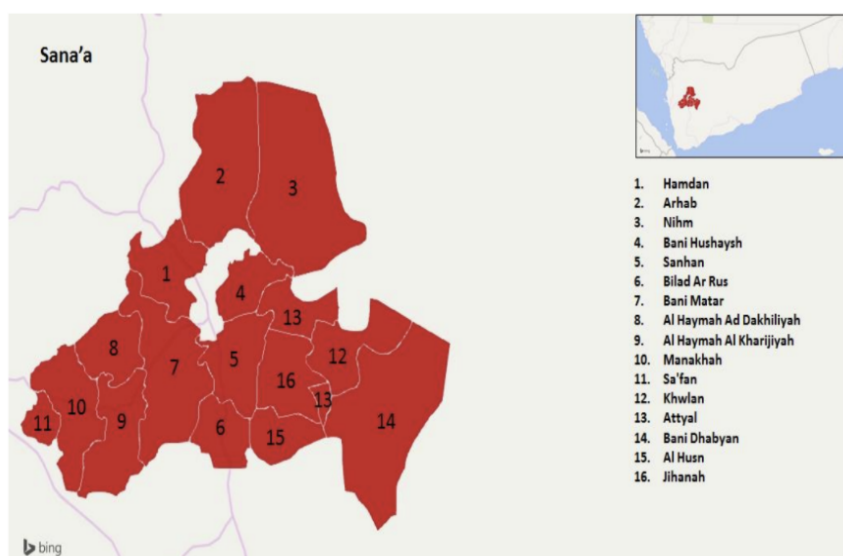 Sana'a
2
3
1
4
13
8
7
5
12
16
10
9
13
11
6
15
14
bing
bing
1. Hamdan
2. Arhab
3. Nihm
4. Bani Hushaysh
5. Sanhan
6. Bilad Ar Rus
7. Bani Matar
8. Al Haymah Ad Dakhiliyah
9. Al Haymah Al Kharijiyah
10. Manakhah
11. Sa'fan
12. Khwlan
13. Attyal
14. Bani Dhabyan
15. Al Husn
16. Jihanah